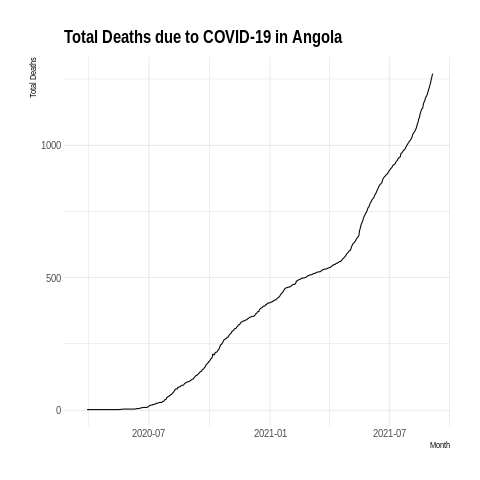 Total Deaths due to COVID-19 in Angola
Total Deaths
1000
500
0
2020-07
2021-01
2021-07
Month